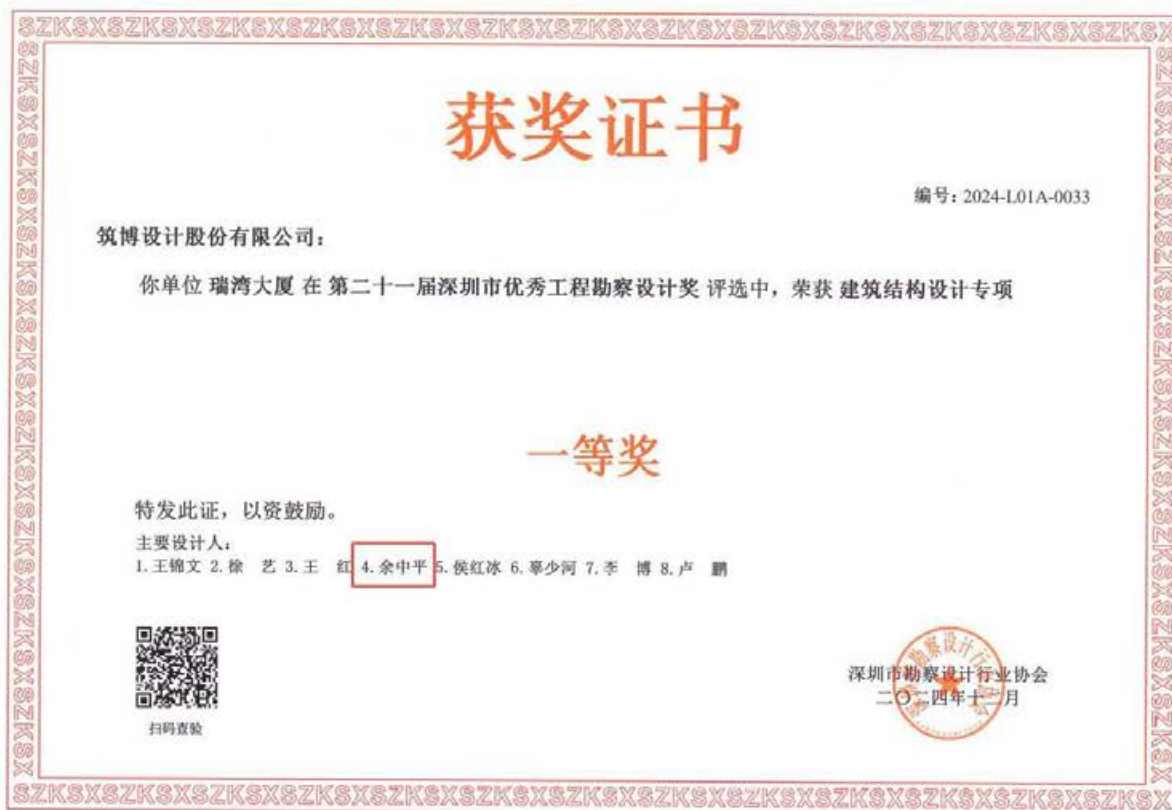 SZKSXSZKSXSZKSXSZKSXSZKSXSZKSXSZKSXSZKSXSZKSXSZKSX
获奖证书
编号：2024-L01A-0033
筑博设计股份有限公司：
你单位 瑞湾大厦 在 第二十一届深圳市优秀工程勘察设计奖 评选中，荣获 建筑结构设计专项
一等奖
特发此证，以资鼓励。
主要设计人：
1.王锦文 2.徐　艺 3.王　红 4.余中平 5.侯红冰 6.辜少河 7.李　博 8.卢　鹏
扫码查验
深圳市勘察设计行业协会
二〇二四年十二月